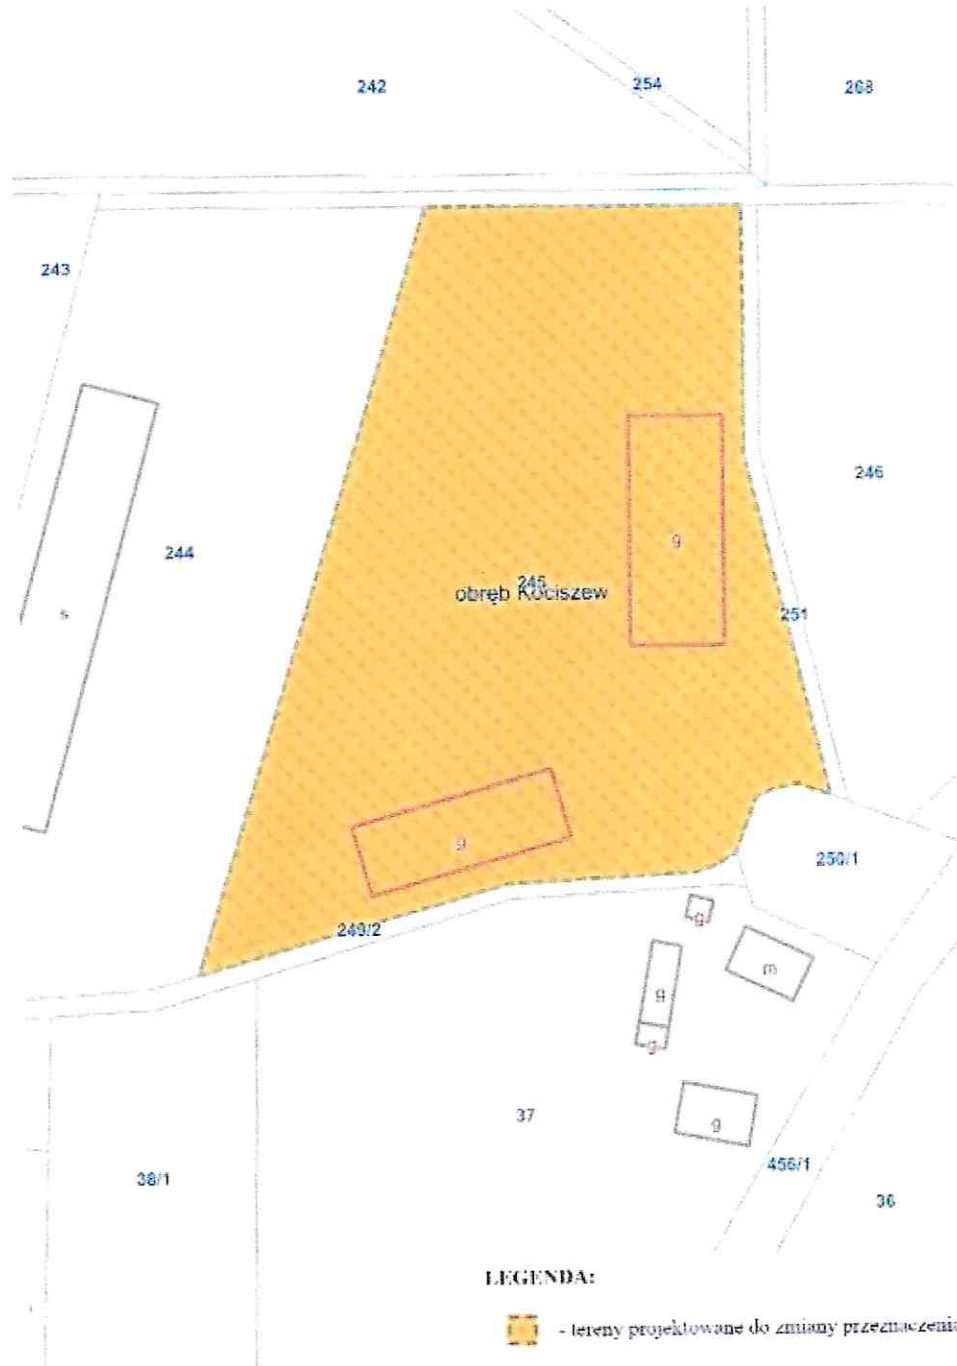 242
254
268
243
246
244
s
g
245
obręb Kociszew
251
g
250/1
249/2
g
m
g
g
37
g
456/1
38/1
36
LEGENDA:
- tereny projektowane do zmiany przeznaczenia